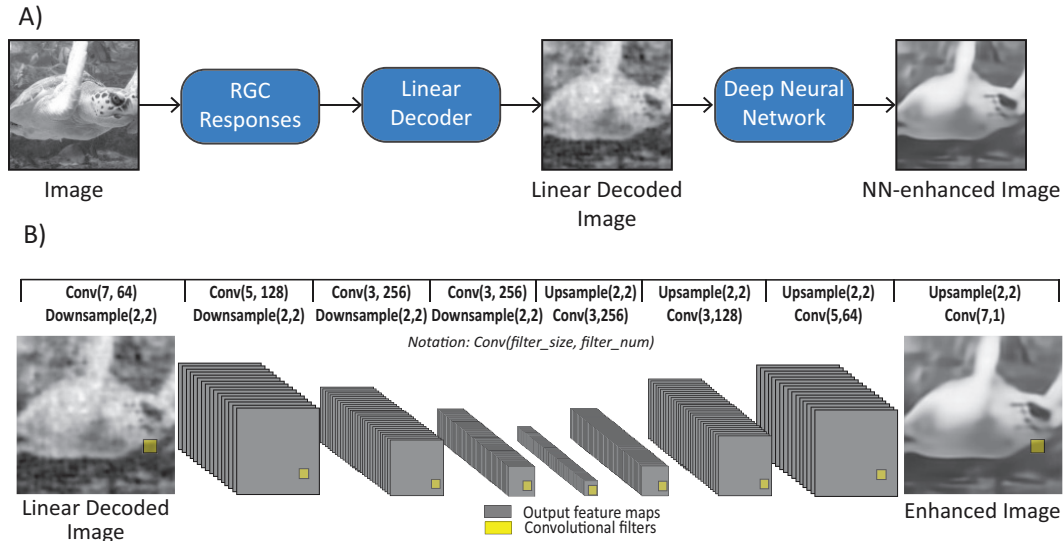 A)
RGC
Responses
Linear
Decoder
Deep Neural
Network
Image
Linear Decoded
Image
NN-enhanced Image
B)
Conv(7, 64)
Downsample(2,2)
Conv(5, 128)
Downsample(2,2)
Conv(3, 256)
Downsample(2,2)
Conv(3, 256)
Downsample(2,2)
Upsample(2,2)
Conv(3,256)
Upsample(2,2)
Conv(3,128)
Upsample(2,2)
Conv(5,64)
Upsample(2,2)
Conv(7,1)
Notation: Conv(filter_size, filter_num)
Linear Decoded
Image
Output feature maps
Convolutional filters
Enhanced Image